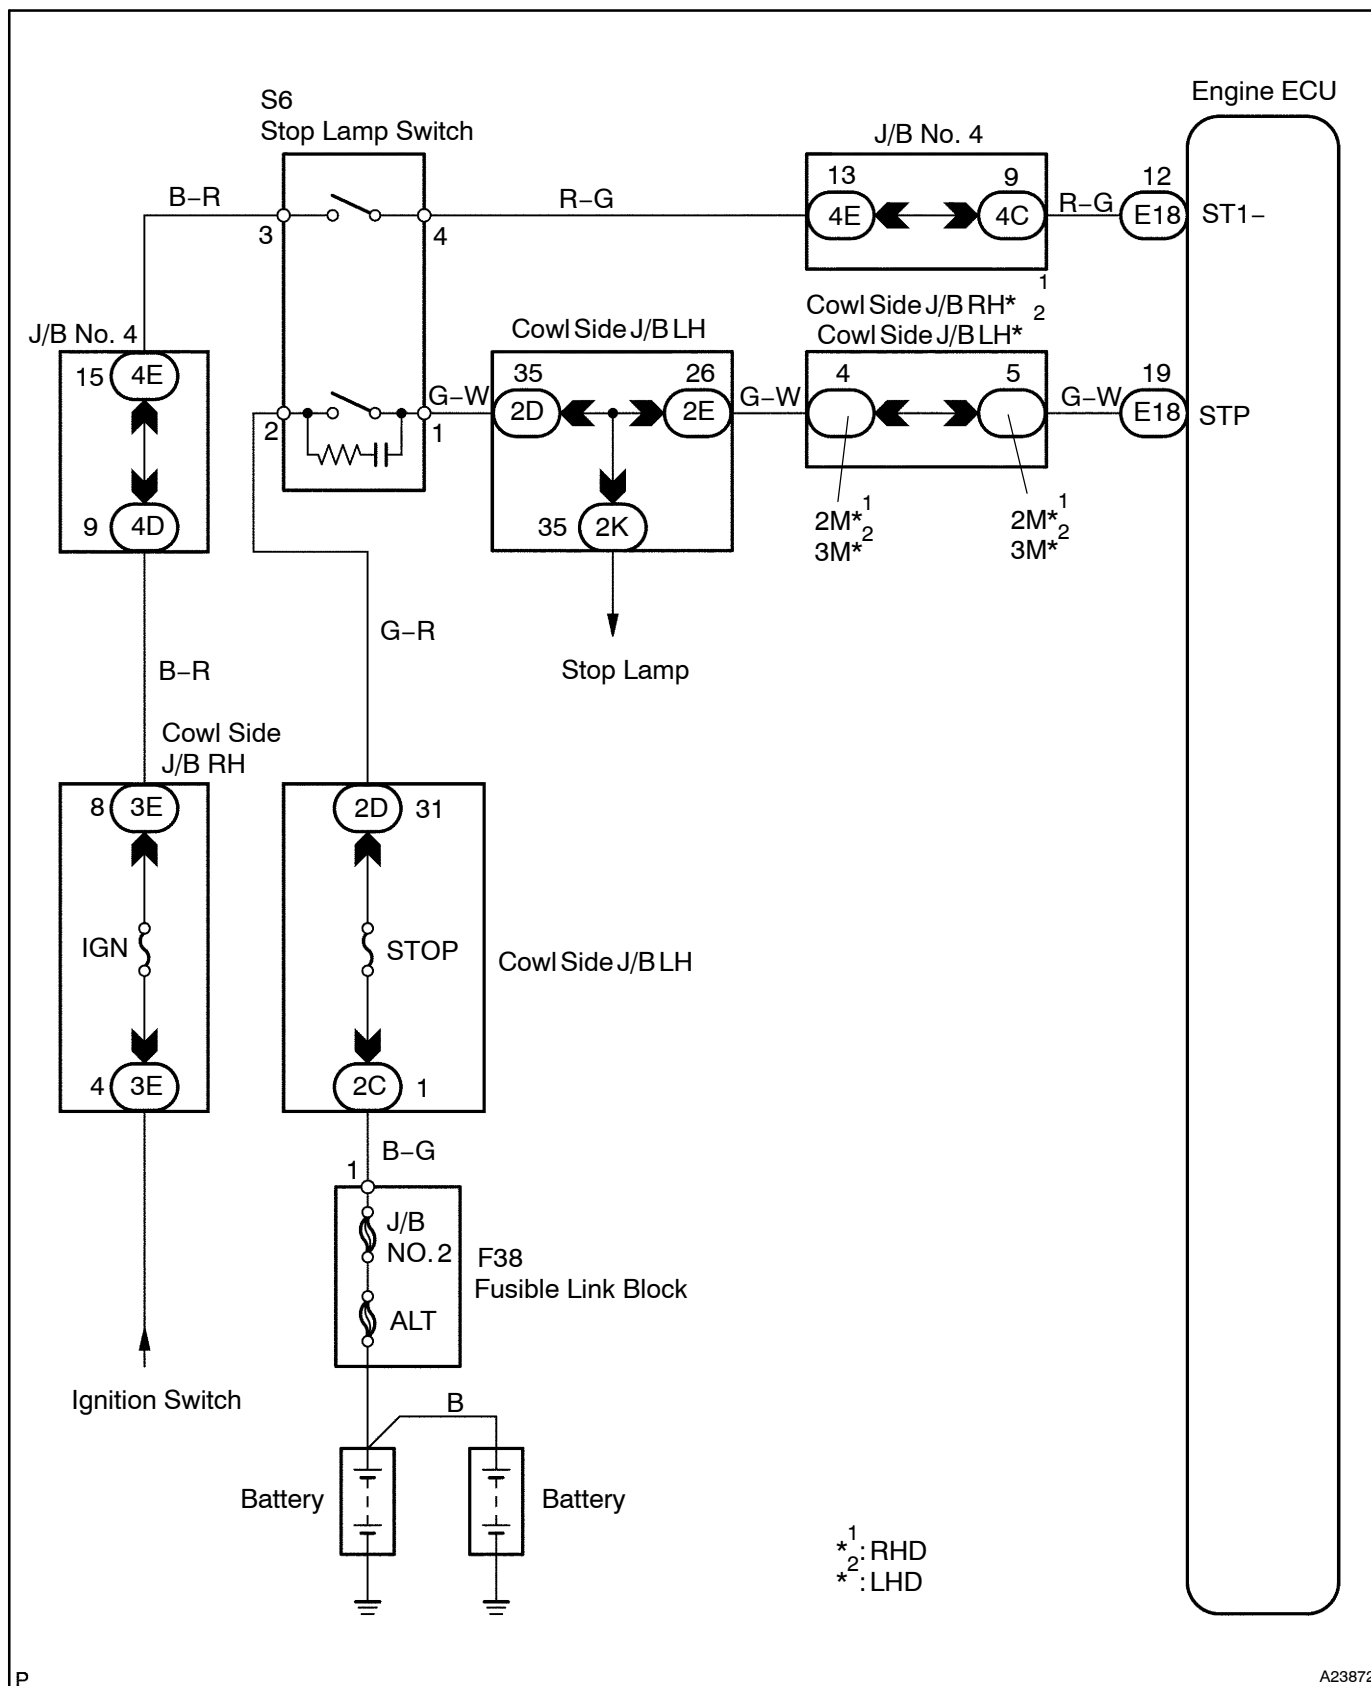 Engine ECU
S6
Stop Lamp Switch
J/B No. 4
B–R
R–G
13
9
12
4E
4C
R–G
E18
ST1–
3
4
1
Cowl Side J/B RH*
2
Cowl Side J/B LH*
J/B No. 4
Cowl Side J/B LH
15
4E
35
26
4
5
19
G–W
2D
2E
G–W
G–W
E18
STP
2
1
9
4D
35
2K
2M*1
3M*2
2M*1
3M*2
G–R
B–R
Stop Lamp
Cowl Side
J/B RH
8
3E
2D
31
IGN
STOP
Cowl Side J/B LH
4
3E
2C
1
B–G
1
J/B
NO. 2
F38
Fusible Link Block
ALT
Ignition Switch
B
Battery
Battery
*1: RHD
*2: LHD
P
A23872